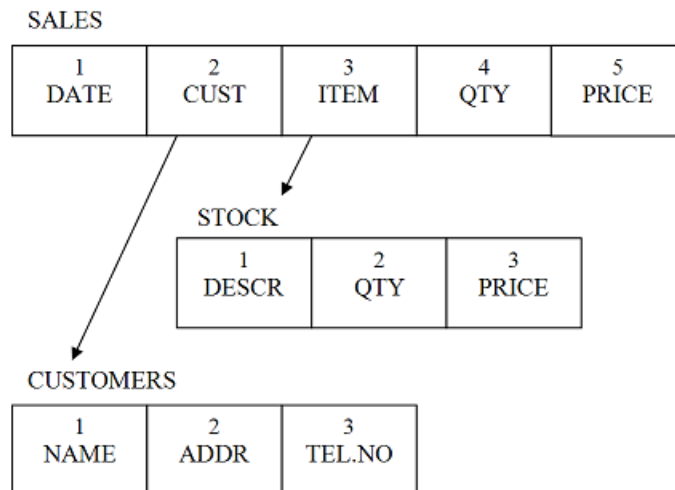 SALES
1 2 3 4 5
DATE CUST ITEM QTY PRICE
STOCK
1 2 3
DESCR QTY PRICE
CUSTOMERS
1 2 3
NAME ADDR TEL.NO